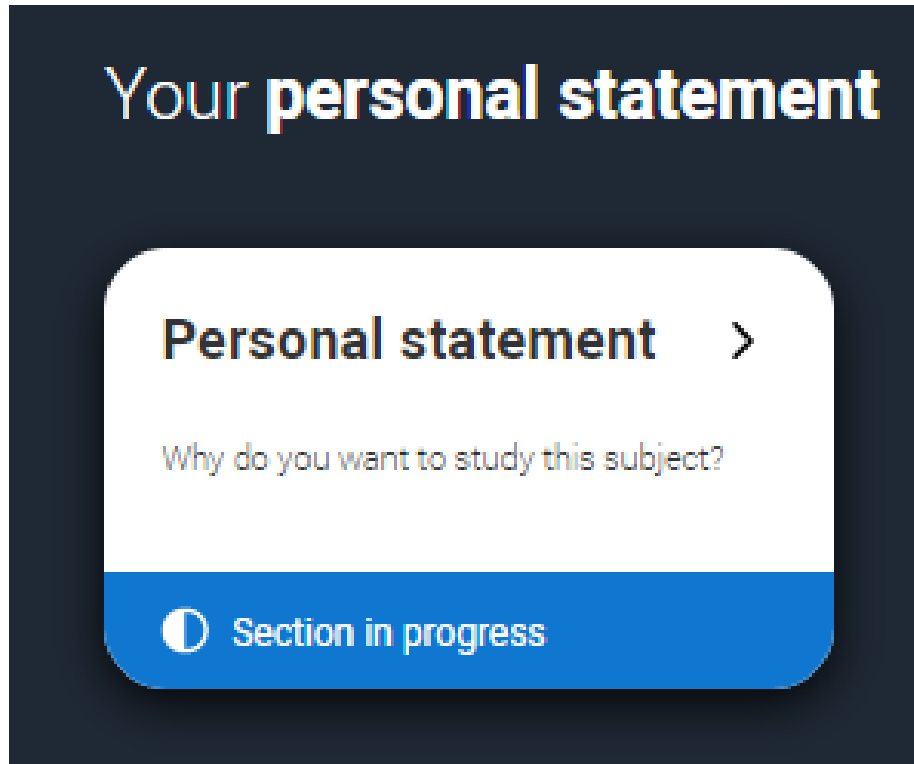 Your personal statement
Personal statement
Why do you want to study this subject?
Section in progress